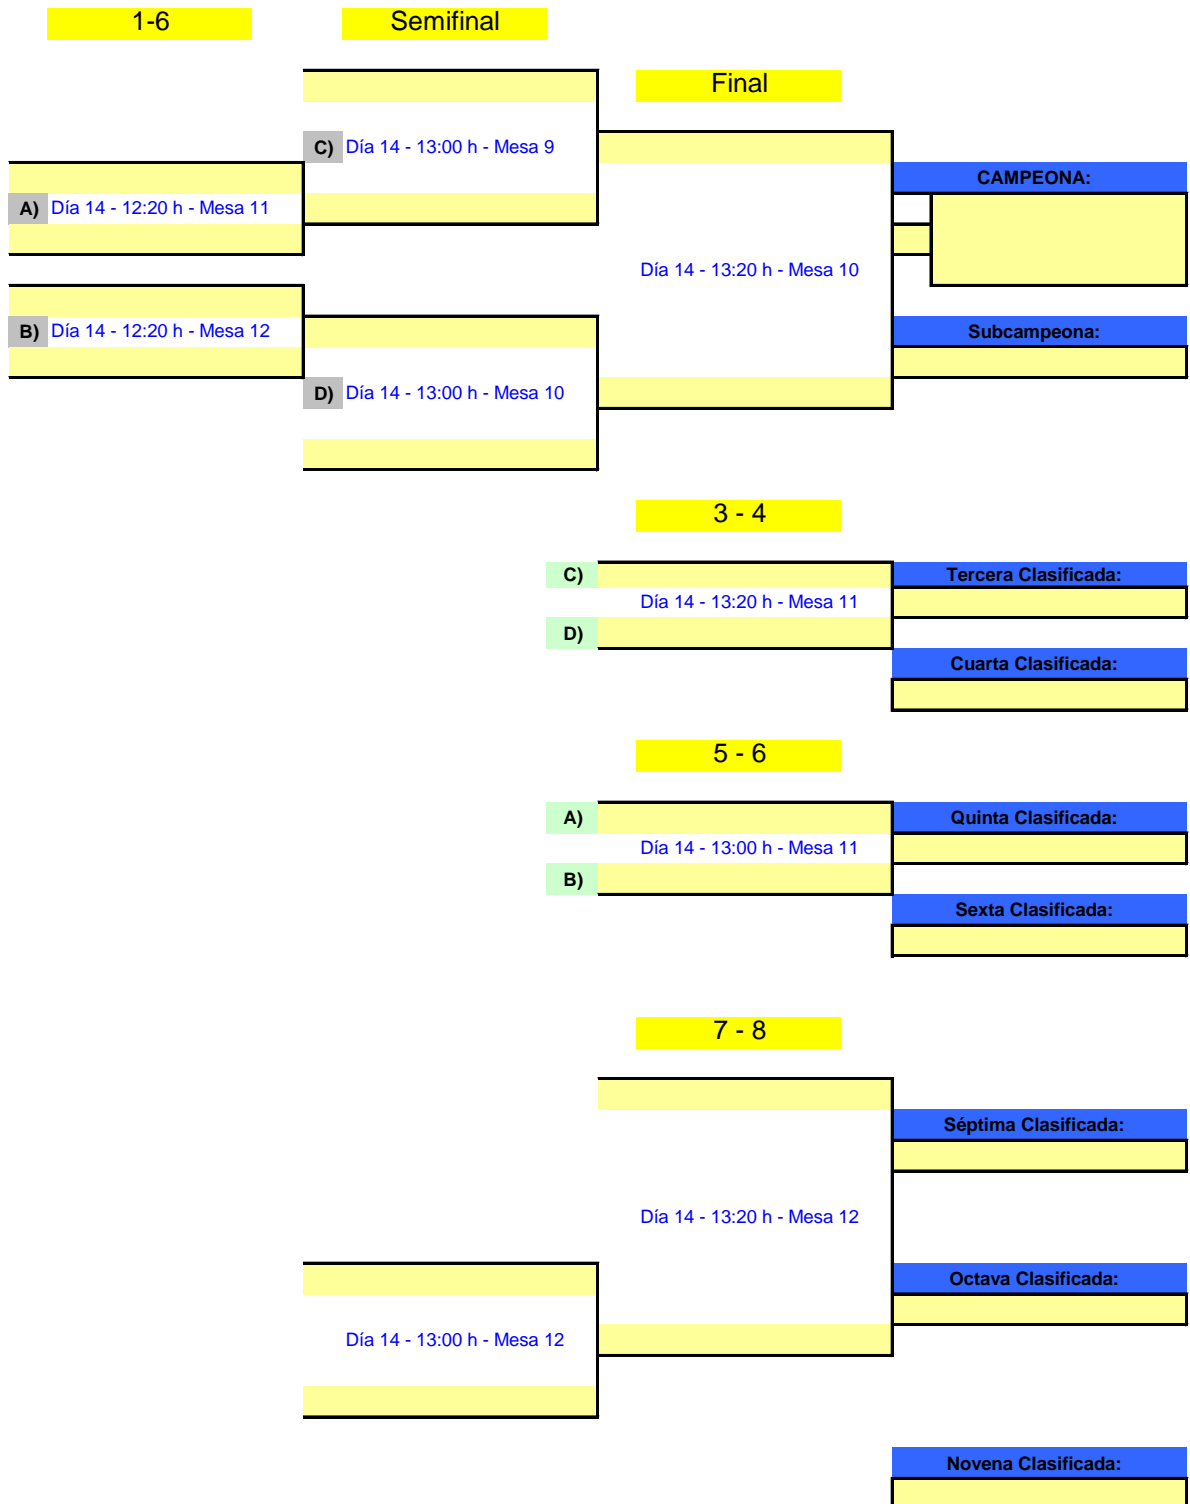 1-6
Semifinal
Final
C) Día 14 - 13:00 h - Mesa 9
CAMPEONA:
A) Día 14 - 12:20 h - Mesa 11
Día 14 - 13:20 h - Mesa 10
B) Día 14 - 12:20 h - Mesa 12
Subcampeona:
D) Día 14 - 13:00 h - Mesa 10
3 - 4
C)
Tercera Clasificada:
Día 14 - 13:20 h - Mesa 11
D)
Cuarta Clasificada:
5 - 6
A)
Quinta Clasificada:
Día 14 - 13:00 h - Mesa 11
B)
Sexta Clasificada:
7 - 8
Séptima Clasificada:
Día 14 - 13:20 h - Mesa 12
Octava Clasificada:
Día 14 - 13:00 h - Mesa 12
Novena Clasificada: